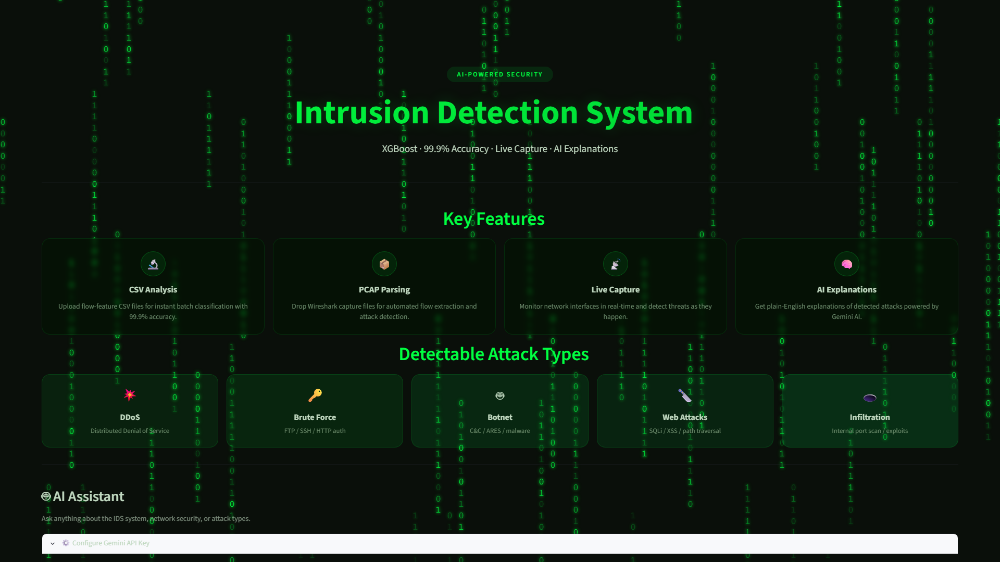 AI-POWERED SECURITY
Intrusion Detection System
XGBoost · 99.9% Accuracy · Live Capture · AI Explanations
Key Features
CSV Analysis
Upload flow-feature CSV files for instant batch classification with
99.9% accuracy.
PCAP Parsing
Drop Wireshark capture files for automated flow extraction and
attack detection.
Live Capture
Monitor network interfaces in real-time and detect threats as they
happen.
AI Explanations
Get plain-English explanations of detected attacks powered by
Gemini AI.
Detectable Attack Types
DDoS
Distributed Denial of Service
Brute Force
FTP / SSH / HTTP auth
Botnet
C&C / ARES / malware
Web Attacks
SQLi / XSS / path traversal
Infiltration
Internal port scan / exploits
AI Assistant
Ask anything about the IDS system, network security, or attack types.
Configure Gemini API Key